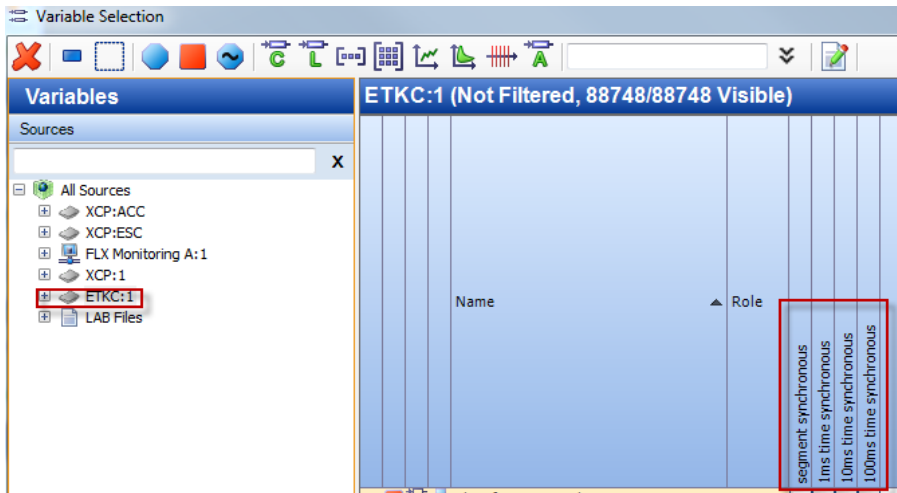 Variable Selection
C
L
A
Variables
ETKC:1 (Not Filtered, 88748/88748 Visible)
Sources
X
All Sources
XCP:ACC
XCP:ESC
FLX Monitoring A:1
XCP:1
ETKC:1
LAB Files
Name
Role
segment synchronous
1ms time synchronous
10ms time synchronous
100ms time synchronous